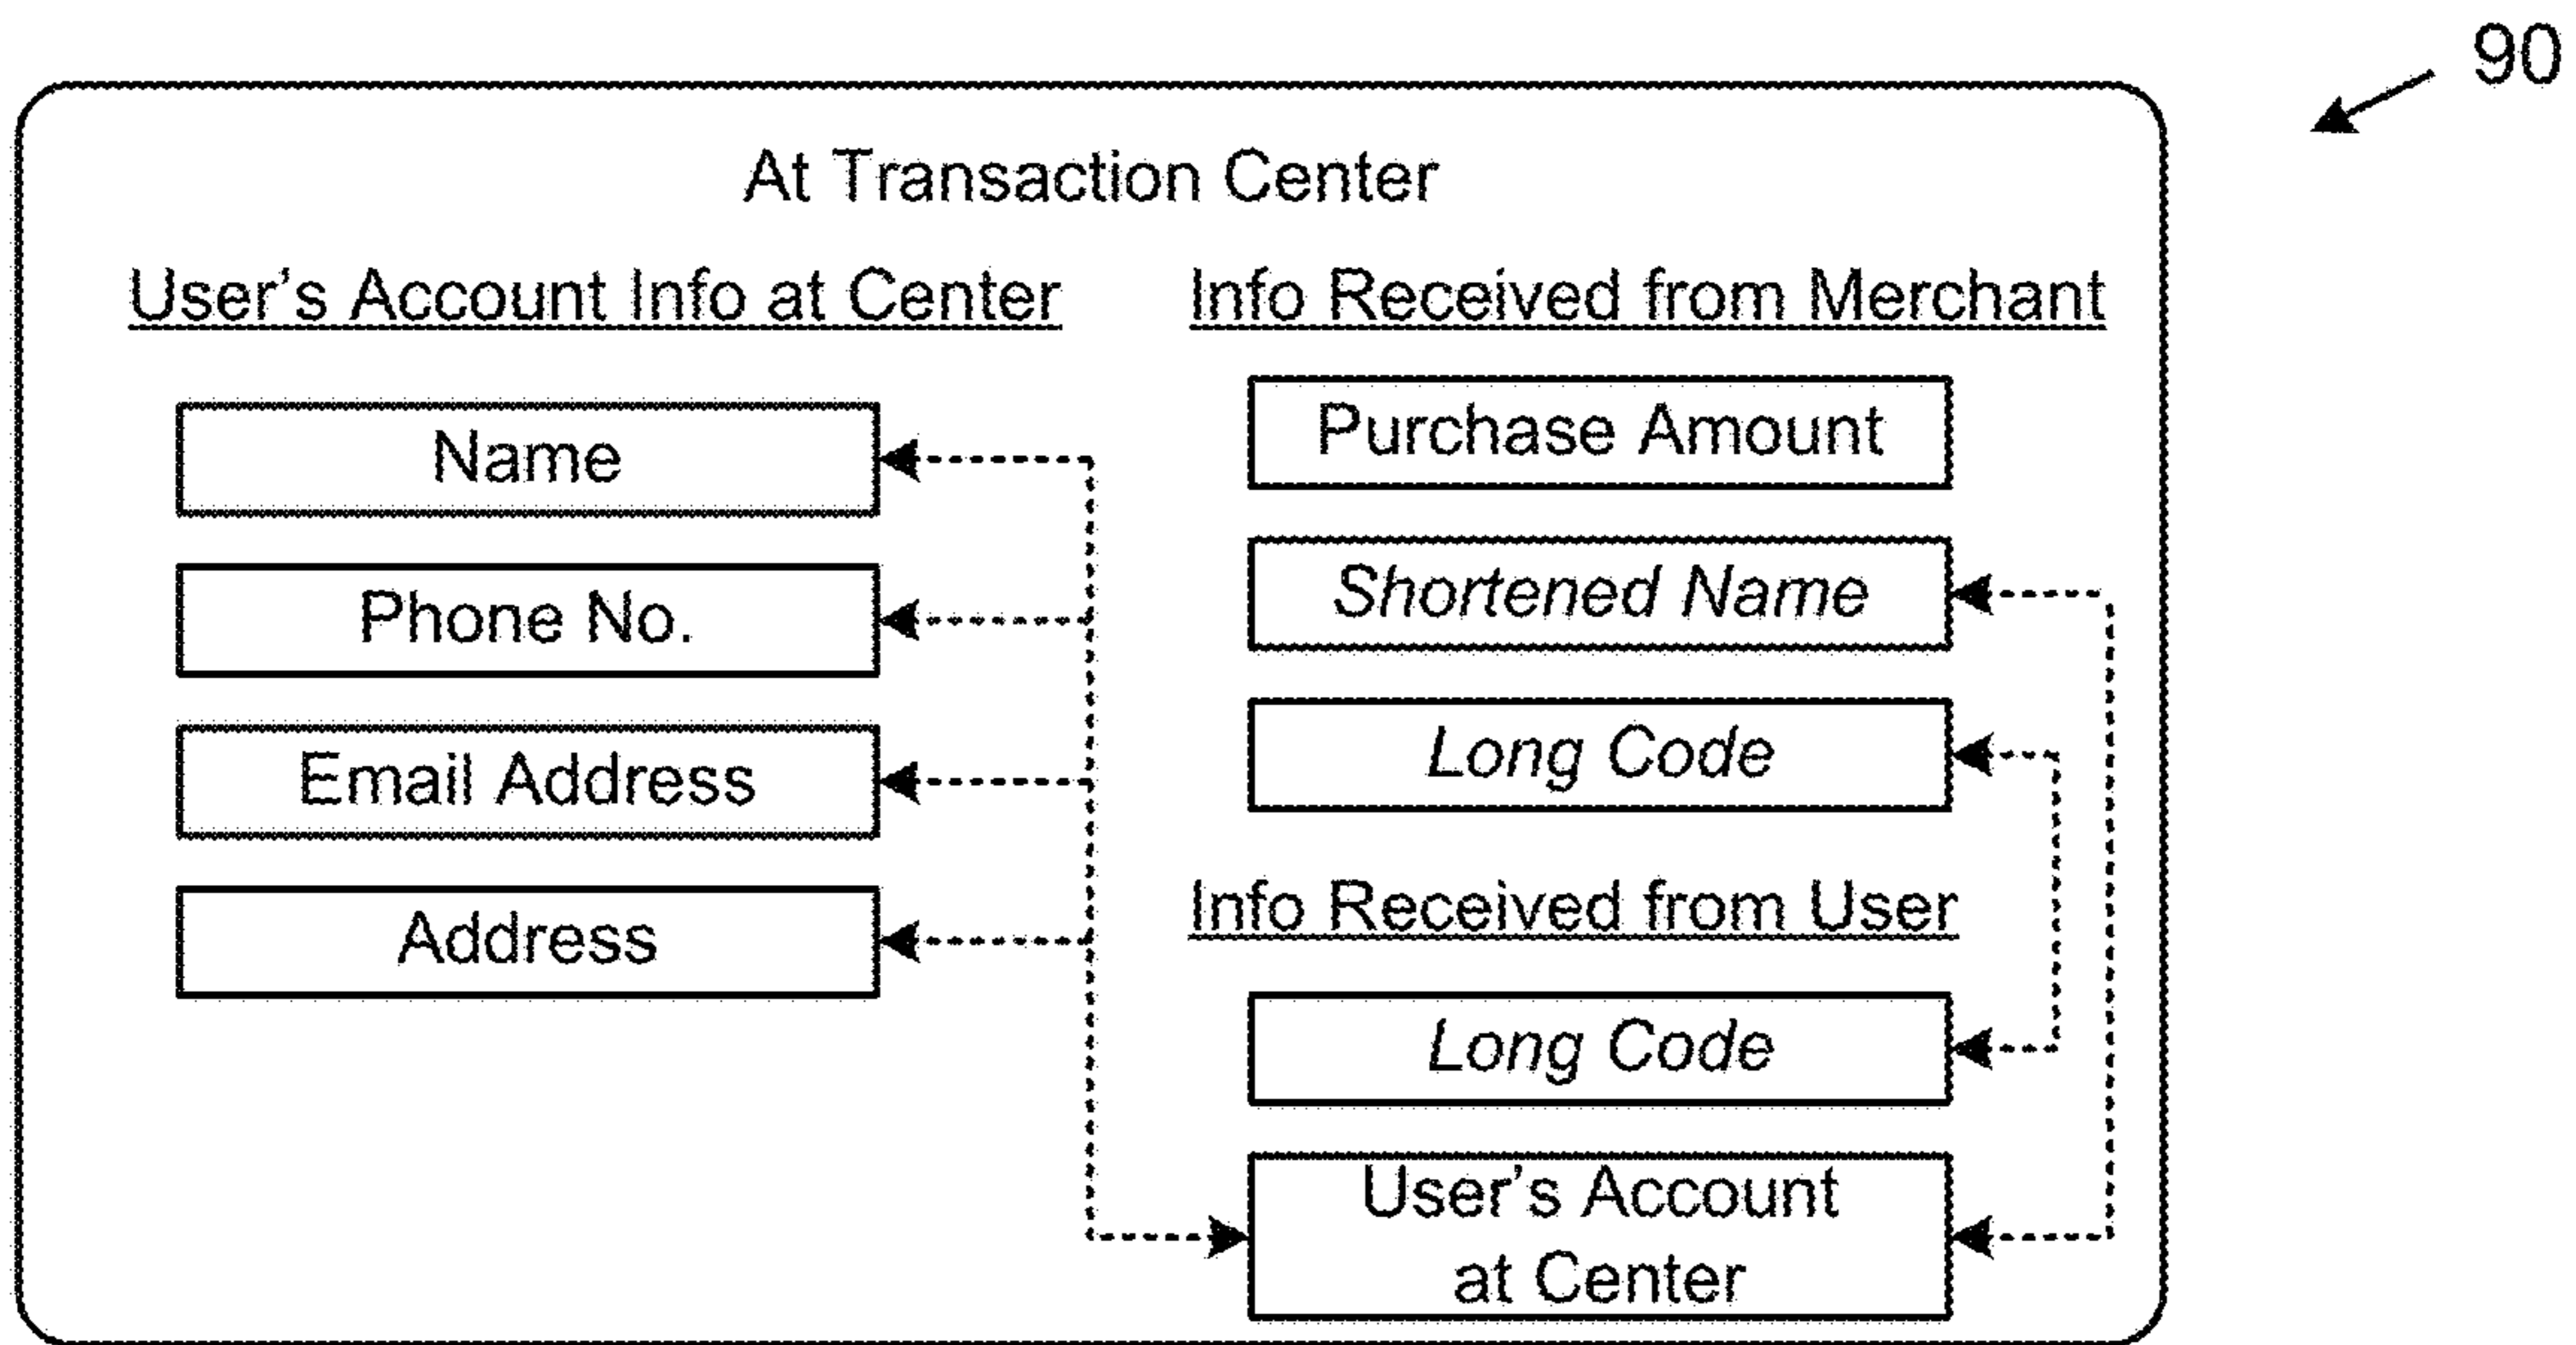 90
At Transaction Center
User's Account Info at Center
Name
Phone No.
Email Address
Address
Info Received from Merchant
Purchase Amount
Shortened Name
Long Code
Info Received from User
Long Code
User's Account
at Center